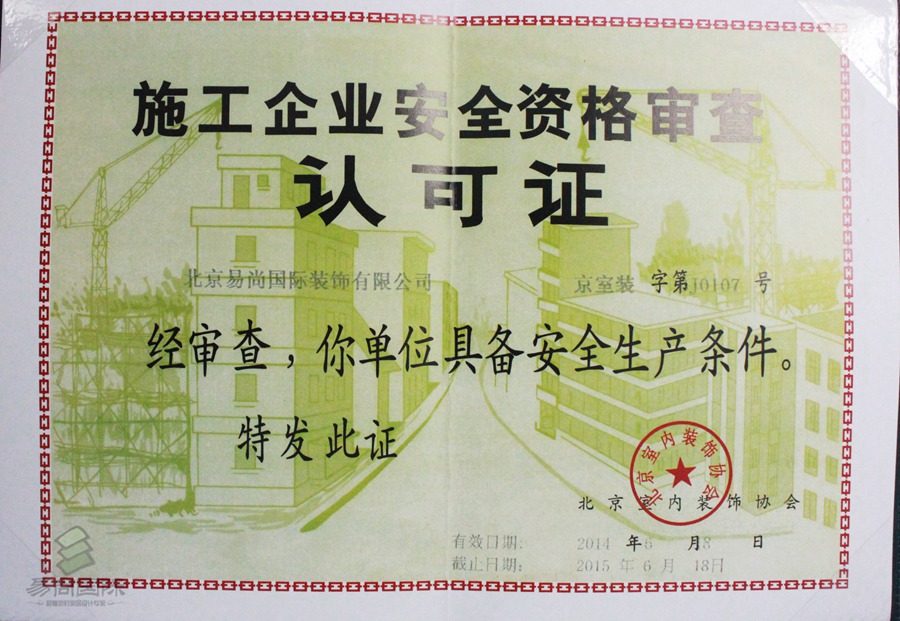 施工企业安全资格审查
认可证
北京易尚国际装饰有限公司 京室装 字第J0107 号
经审查，你单位具备安全生产条件。
特发此证
北京室内装饰协会
北京室内装饰协会
有效日期： 2014 年6 月18 日
截止日期： 2015 年 6 月 18日
易尚国际